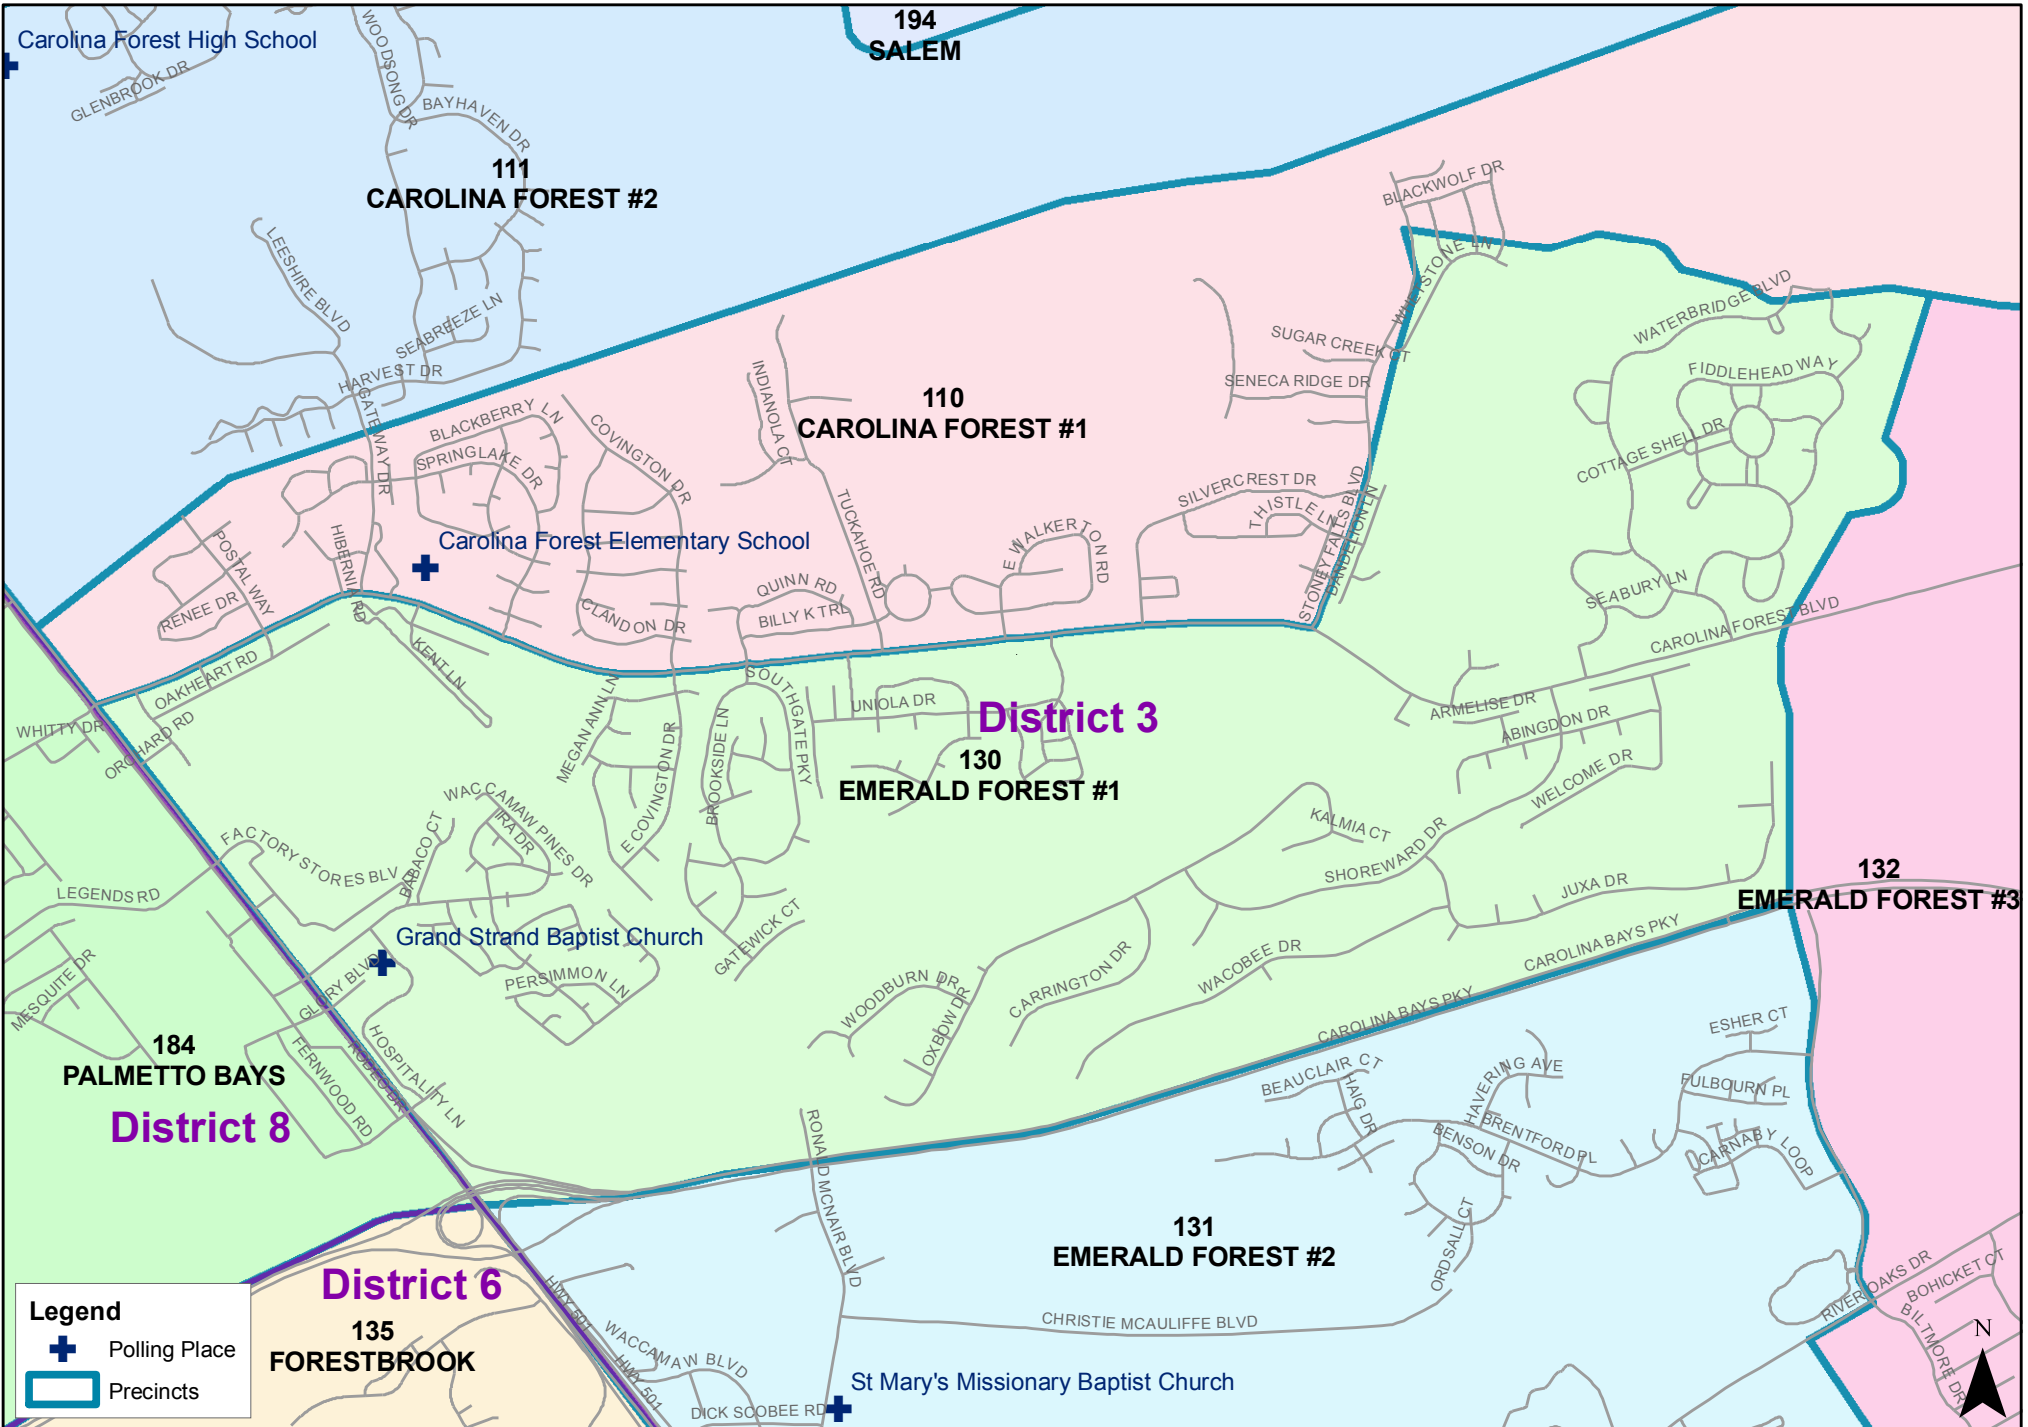 194
SALEM
Carolina Forest High School
GLENBROOK DR
WOODSONG DR
BAYHAVEN DR
111
CAROLINA FOREST #2
BLACKWOLF DR
WHETSTONE LN
LEESHIRE BLVD
SEABREEZE LN
HARVEST DR
GATEWAY DR
WATERBRIDGE BLVD
SUGAR CREEK CT
SENECA RIDGE DR
FIDDLEHEAD WAY
COTTAGE SHELL DR
INDIANOLA CT
110
CAROLINA FOREST #1
BLACKBERRY LN
SPRINGLAKE DR
COVINGTON DR
TUCKAHOE RD
SILVERCREST DR
THISTLE LN
STONEY FALLS BLVD
DANDELION LN
HIBERNIA RD
POSTAL WAY
RENEE DR
Carolina Forest Elementary School
E WALKERTON RD
QUINN RD
BILLY K TRL
CLANDON DR
SEABURY LN
CAROLINA FOREST BLVD
KENT LN
OAKHEART RD
ORCHARD RD
WHITTY DR
MEGAN ANN LN
E COVINGTON DR
BROOKSIDE LN
SOUTHGATE PKY
UNIOLA DR
District 3
130
EMERALD FOREST #1
ARMELISE DR
ABINGDON DR
WELCOME DR
KALMIA CT
SHOREWARD DR
JUXA DR
132
EMERALD FOREST #3
FACTORY STORES BLVD
BABACO CT
WACCAMAW PINES DR
IRA DR
LEGENDS RD
MESQUITE DR
Grand Strand Baptist Church
GLORY BLVD
PERSIMMON LN
GATEWICK CT
WOODBURN DR
OXBOW DR
CARRINGTON DR
WACOBEE DR
CAROLINA BAYS PKY
CAROLINA BAYS PKY
184
PALMETTO BAYS
District 8
FERNWOOD RD
RODEO DR
HOSPITALITY LN
RONALD MCNAIR BLVD
BEAUCLAIR CT
HAIG DR
HAVERING AVE
BENSON DR
BRENTFORD PL
ESHER CT
FULBOURN PL
CARNABY LOOP
ORDSALL CT
131
EMERALD FOREST #2
District 6
135
FORESTBROOK
HWY 501
HWY 501
WACCAMAW BLVD
CHRISTIE MCAULIFFE BLVD
DICK SCOBEE RD
St Mary's Missionary Baptist Church
RIVER OAKS DR
BOHICKET CT
BILTMORE DR
N
Legend
Polling Place
Precincts